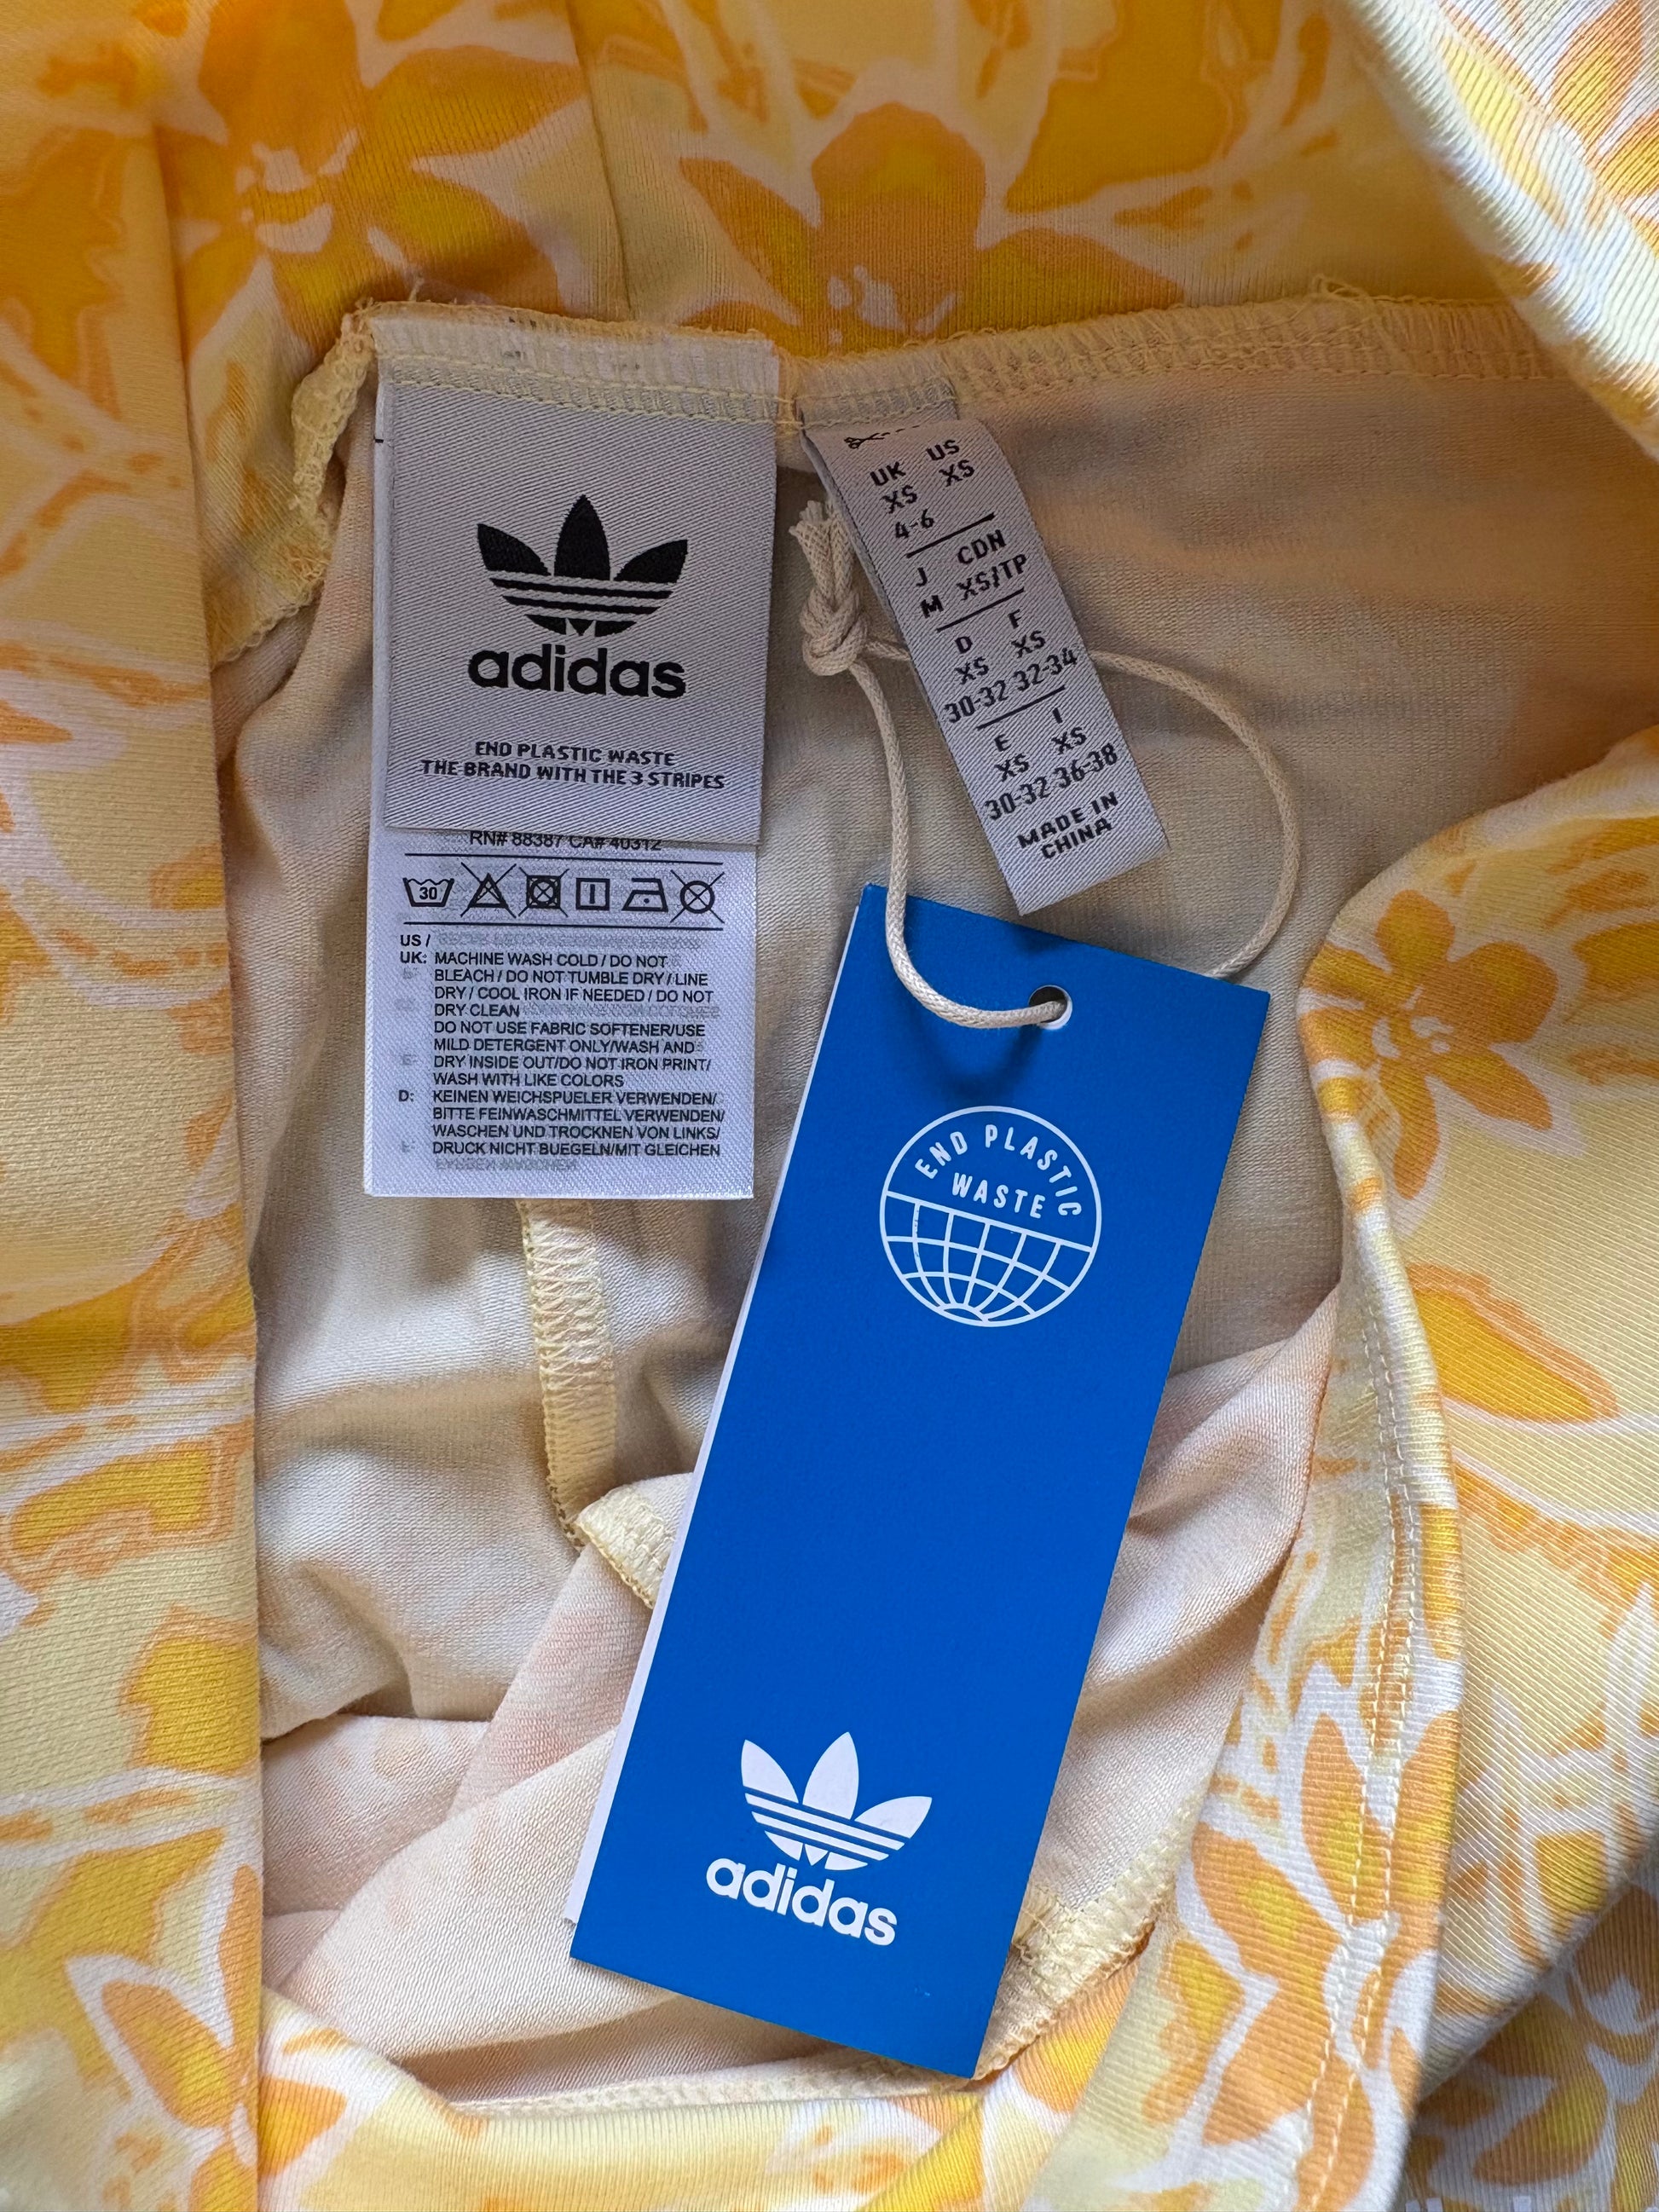 adidas
END PLASTIC WASTE
THE BRAND WITH THE 3 STRIPES
RN# 88387 CA# 40312
30
US /
UK: MACHINE WASH COLD / DO NOT
BLEACH / DO NOT TUMBLE DRY / LINE
DRY / COOL IRON IF NEEDED / DO NOT
DRY CLEAN
DO NOT USE FABRIC SOFTENER/USE
MILD DETERGENT ONLY/WASH AND
DRY INSIDE OUT/DO NOT IRON PRINT/
WASH WITH LIKE COLORS
D: KEINEN WEICHSPUELER VERWENDEN/
BITTE FEINWASCHMITTEL VERWENDEN/
WASCHEN UND TROCKNEN VON LINKS/
DRUCK NICHT BUEGELN/MIT GLEICHEN
UK US
XS XS
4-6
J CDN
M XS/TP
D F
XS XS
30-32 32-34
E I
XS XS
30-32 36-38
MADE IN
CHINA
END PLASTIC
WASTE
adidas